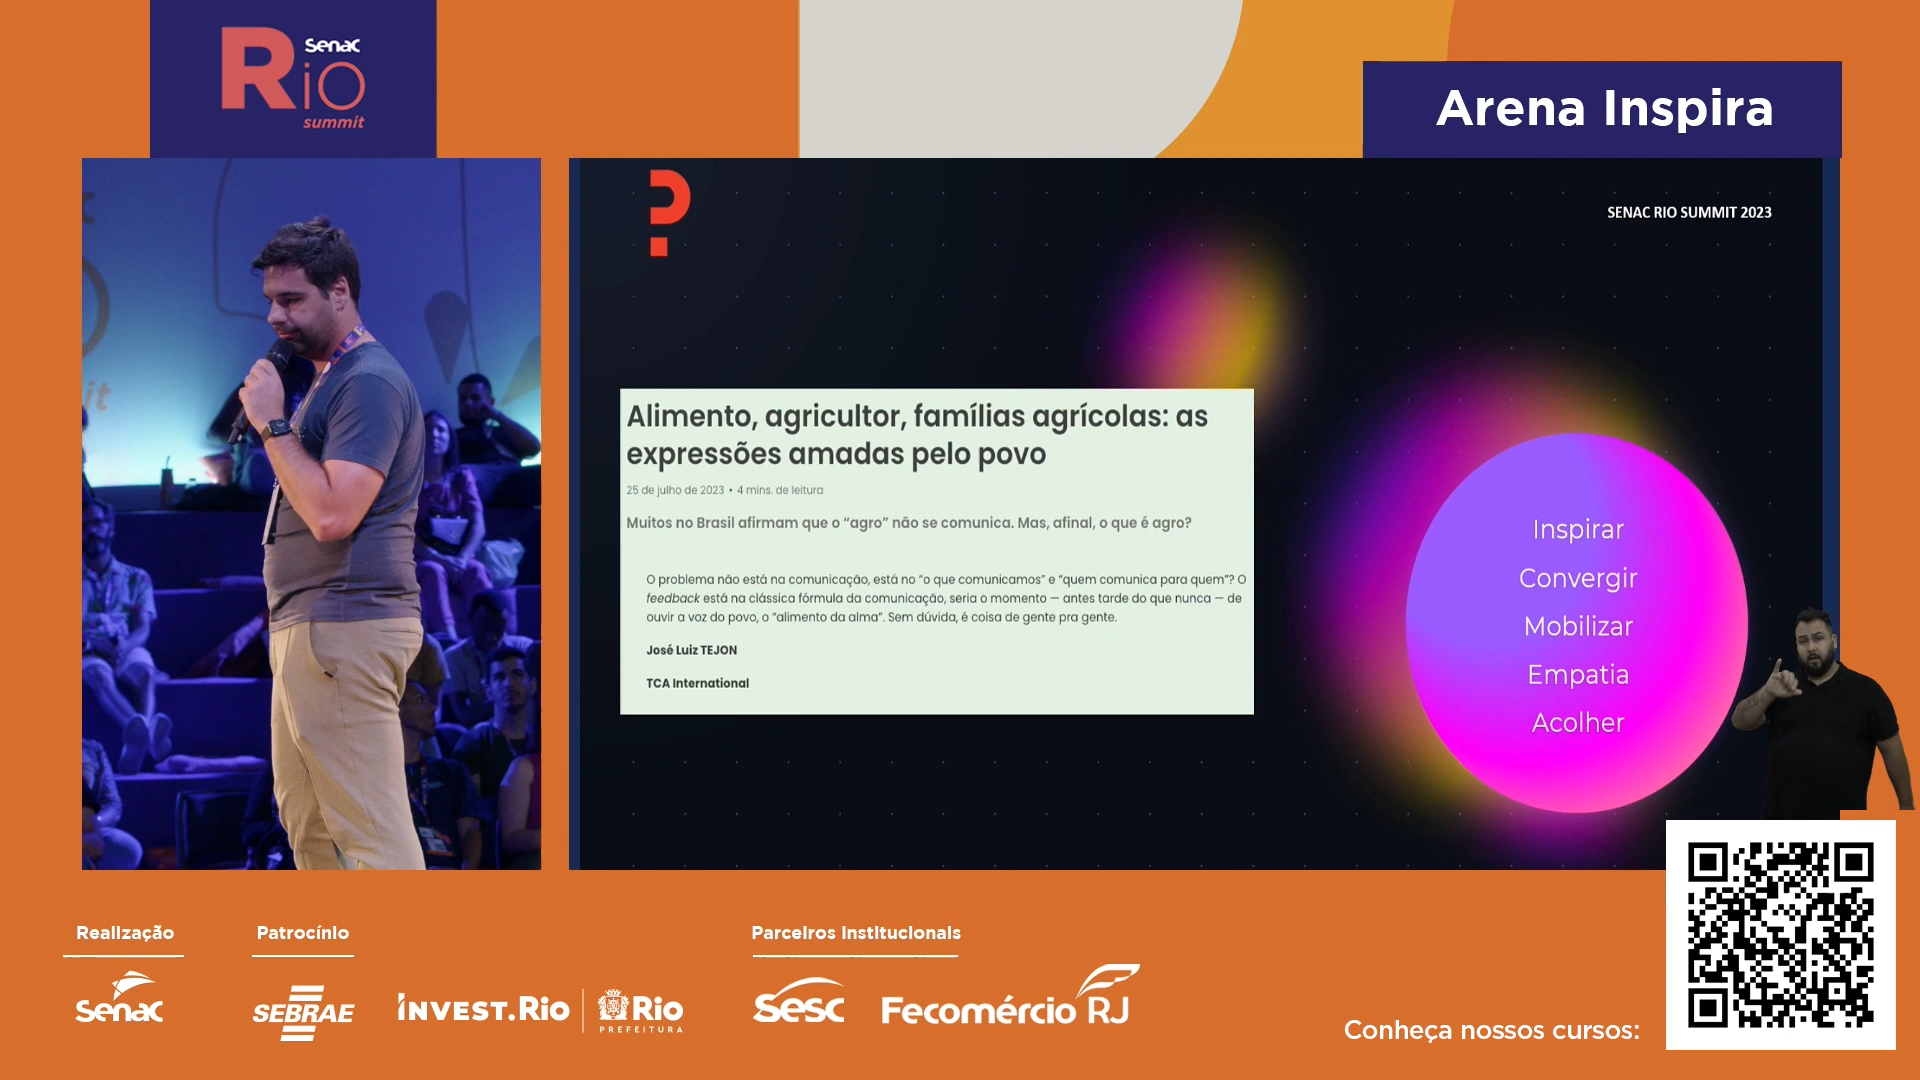 Senac
Rio
summit
Arena Inspira
SENAC RIO SUMMIT 2023
Alimento, agricultor, famílias agrícolas: as
expressões amadas pelo povo
25 de julho de 2023 • 4 mins. de leitura
Muitos no Brasil afirmam que o “agro” não se comunica. Mas, afinal, o que é agro?
O problema não está na comunicação, está no “o que comunicamos” e “quem comunica para quem”? O
feedback está na clássica fórmula da comunicação, seria o momento — antes tarde do que nunca — de
ouvir a voz do povo, o “alimento da alma”. Sem dúvida, é coisa de gente pra gente.
José Luiz TEJON
TCA International
Inspirar
Convergir
Mobilizar
Empatia
Acolher
Realização
Patrocínio
Parceiros Institucionais
Senac
SEBRAE
INVEST.Rio
Rio
PREFEITURA
Sesc
Fecomércio RJ
Conheça nossos cursos: